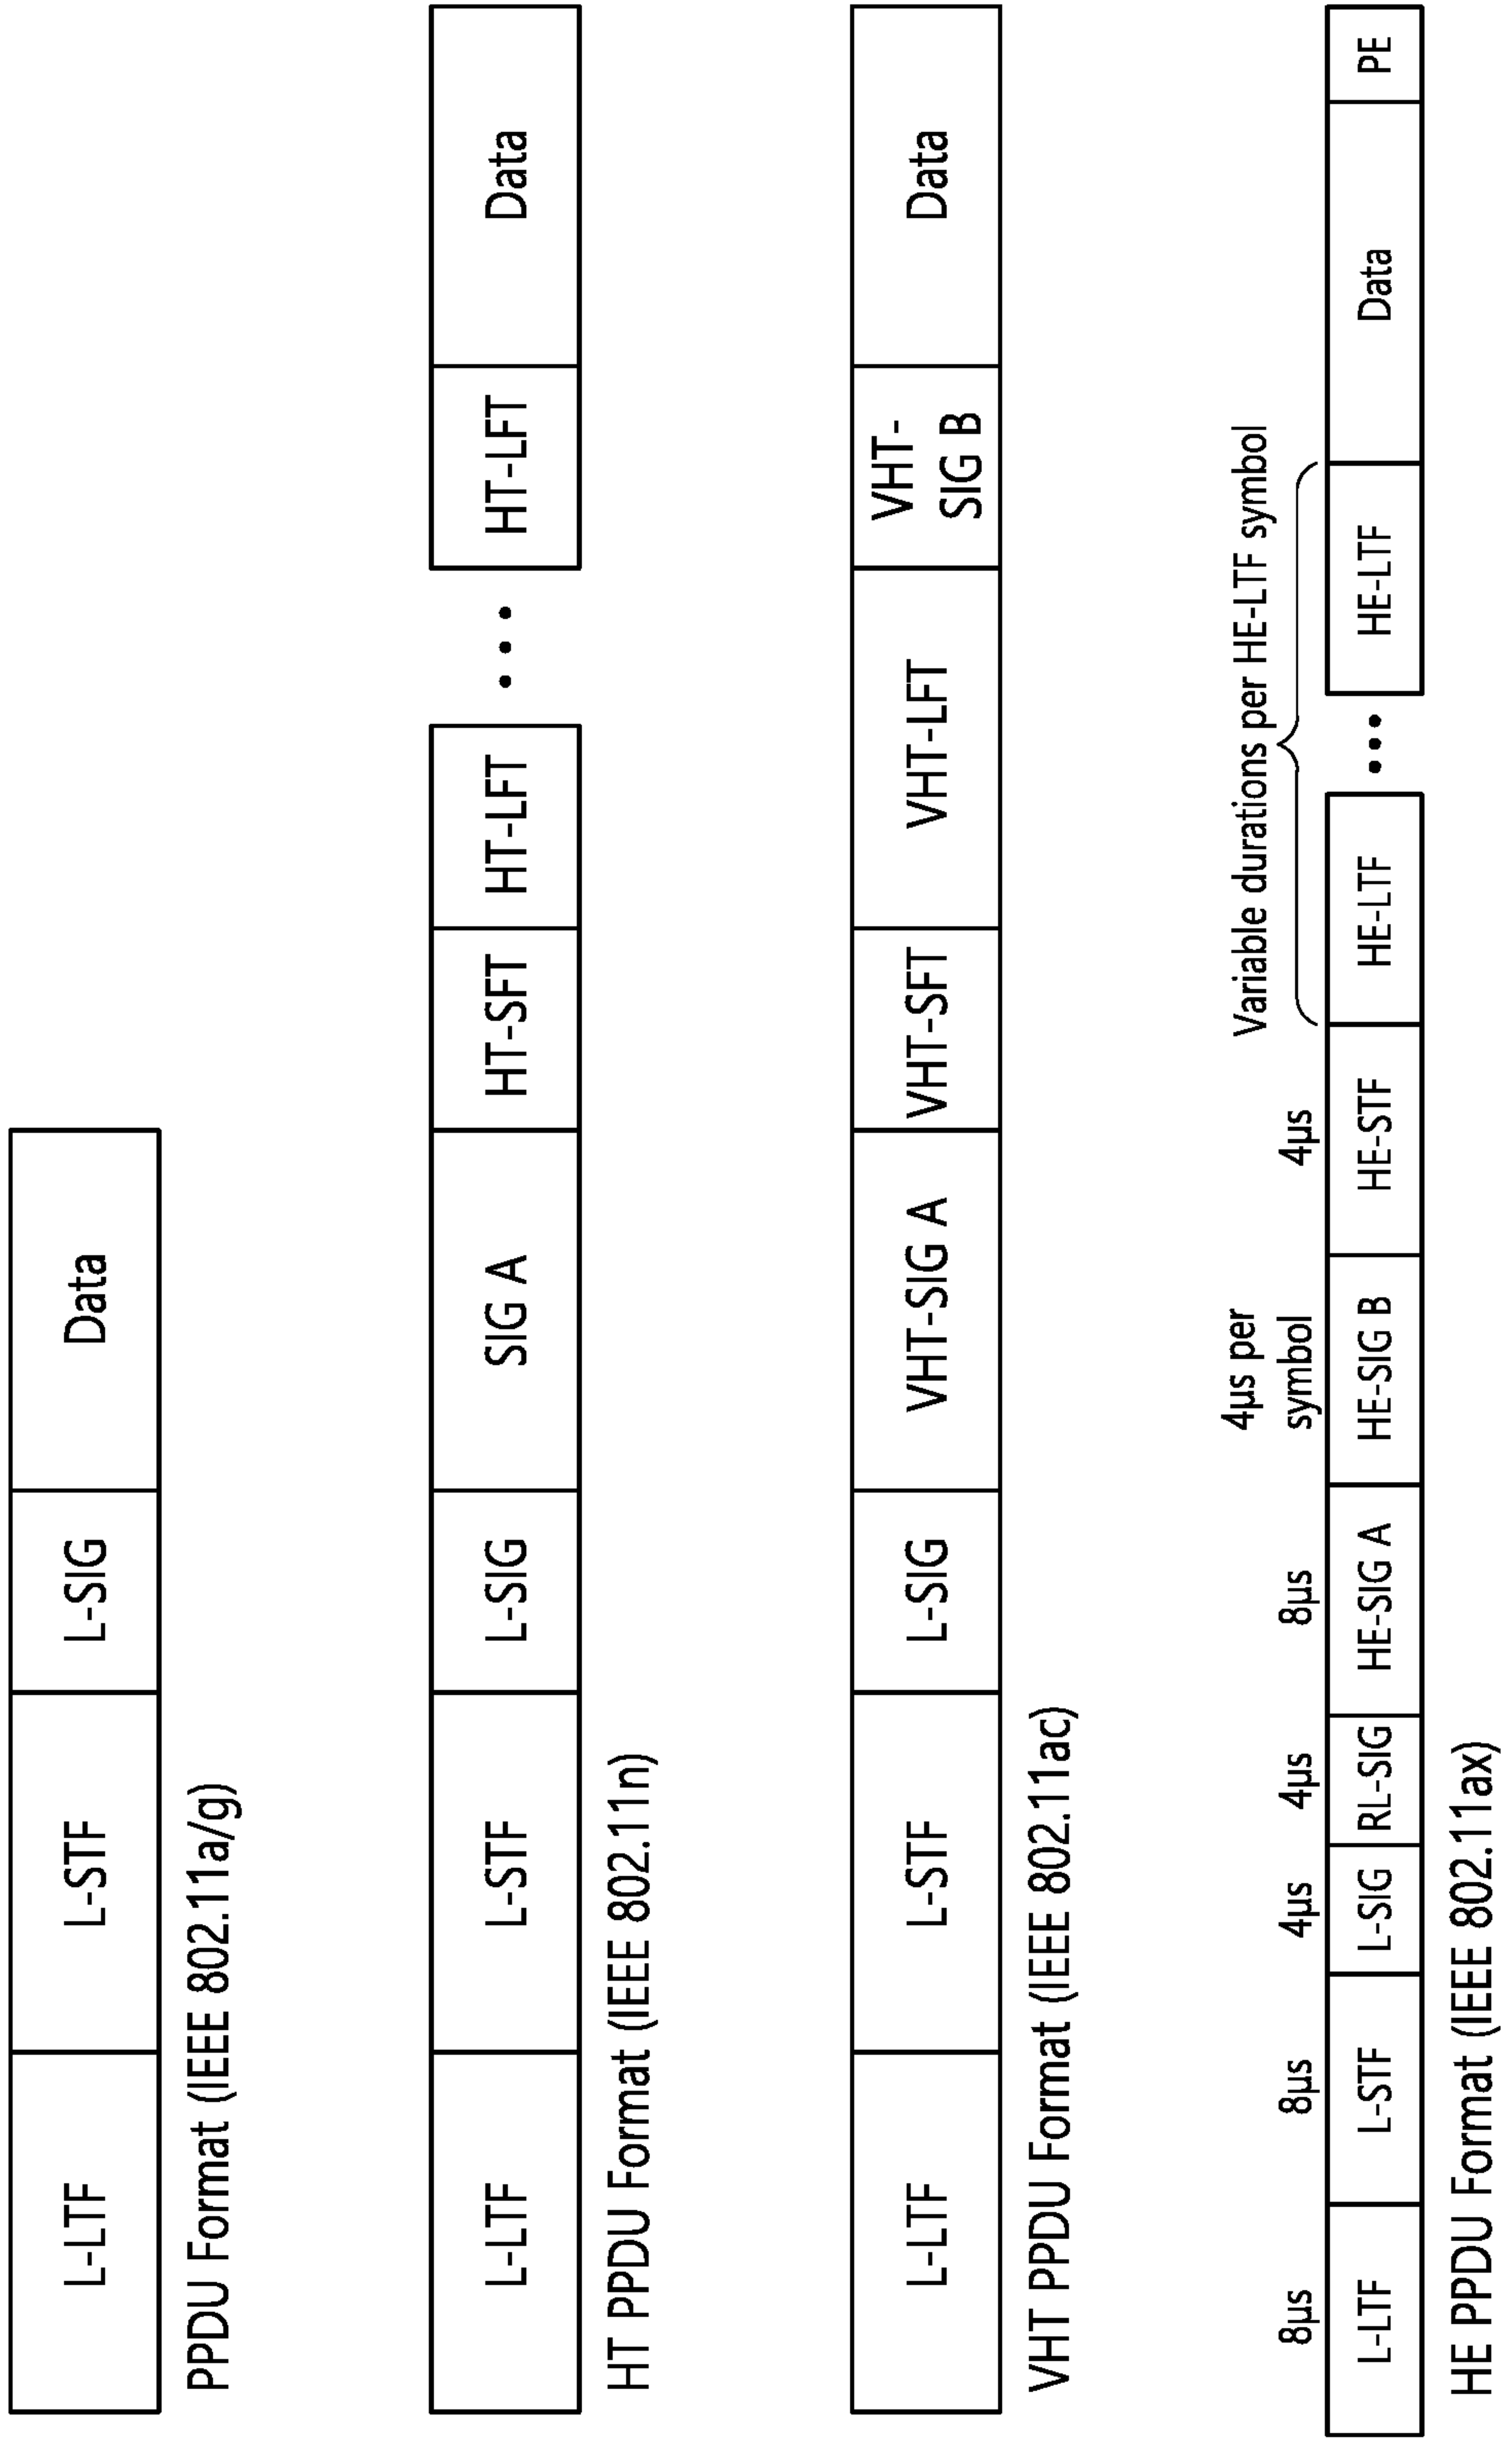 L-LTF L-STF L-SIG Data
PPDU Format (IEEE 802.11a/g)
L-LTF L-STF L-SIG SIG A HT-SFT HT-LFT • • • HT-LFT Data
HT PPDU Format (IEEE 802.11n)
L-LTF L-STF L-SIG VHT-SIG A VHT-SFT VHT-LFT VHT-
SIG B Data
VHT PPDU Format (IEEE 802.11ac)
Variable durations per HE-LTF symbol
8µs 8µs 4µs 4µs 8µs 4µs per
symbol 4µs
L-LTF L-STF L-SIG RL-SIG HE-SIG A HE-SIG B HE-STF HE-LTF ••• HE-LTF Data PE
HE PPDU Format (IEEE 802.11ax)